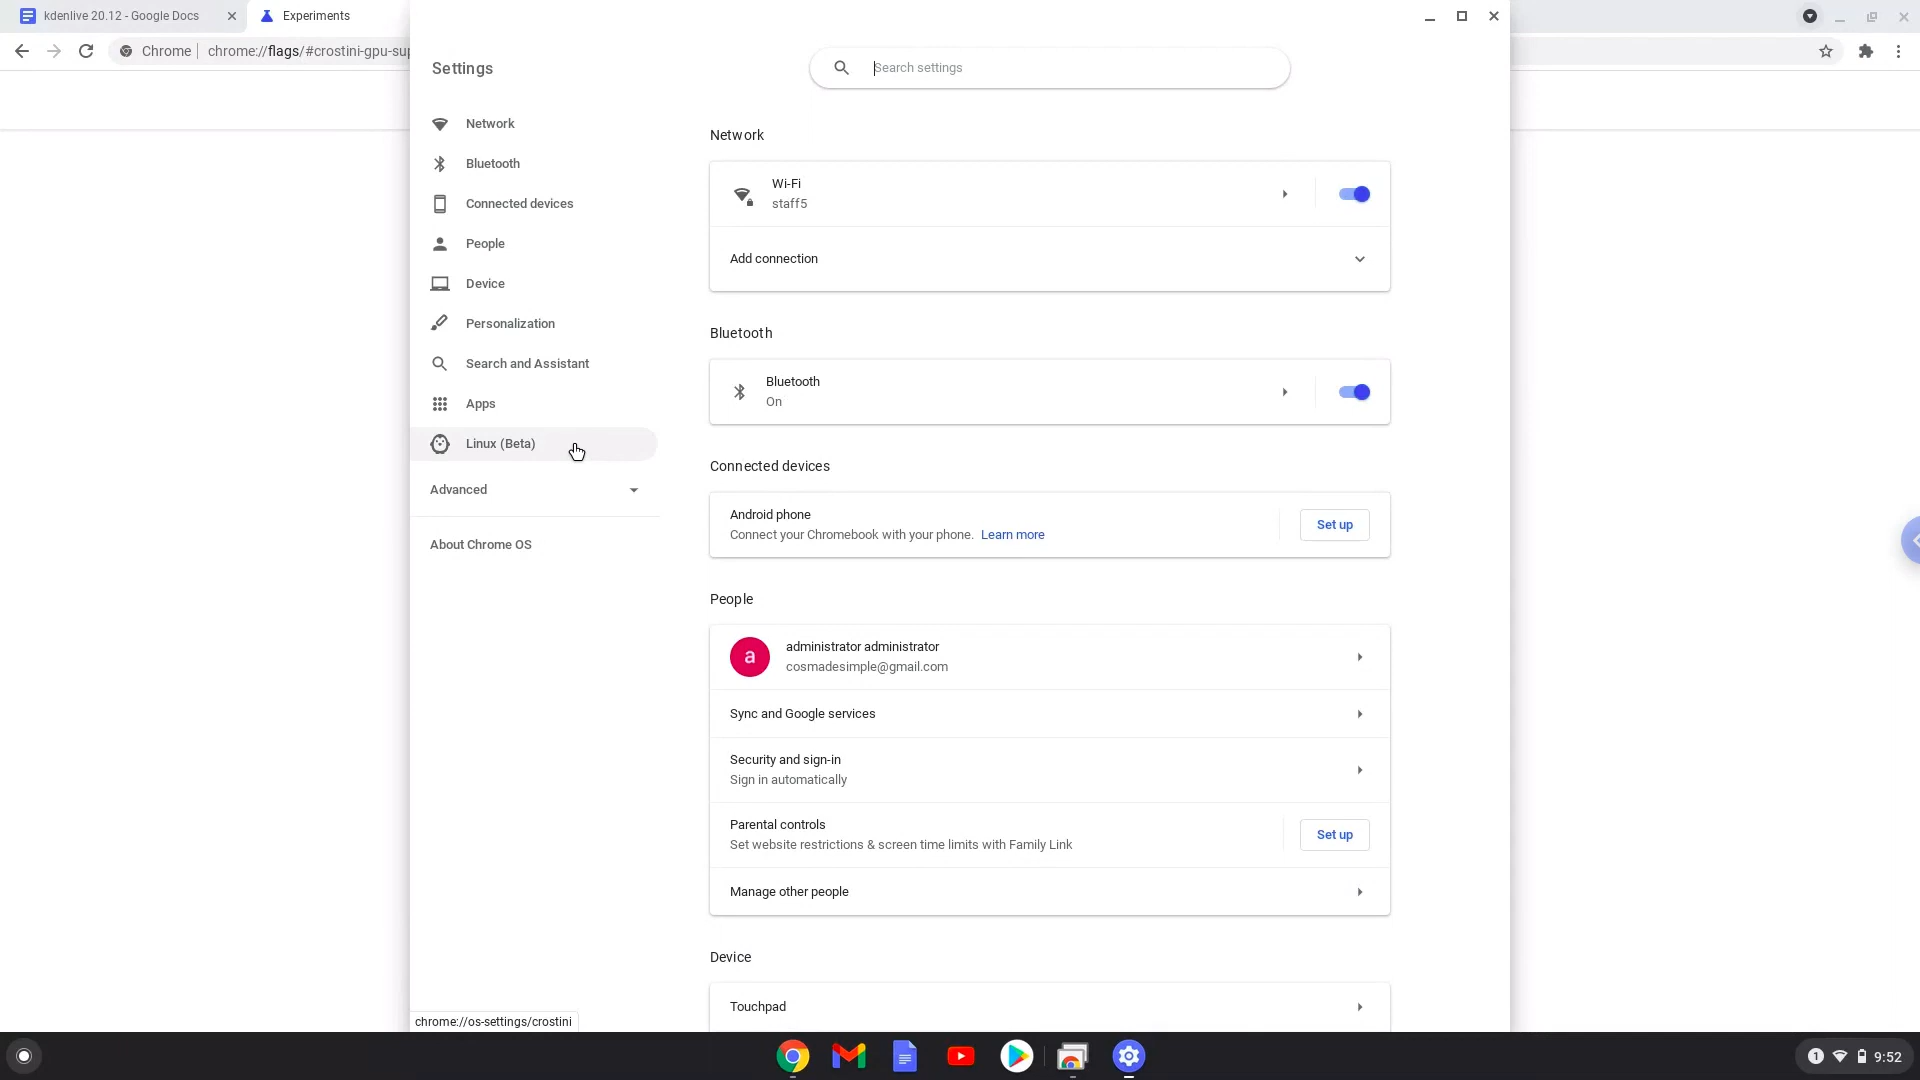 kdenlive 20.12 - Google Docs
Experiments
Chrome
chrome://flags/#crostini-gpu-sup
Settings
Search settings
Network
Bluetooth
Connected devices
People
Device
Personalization
Search and Assistant
Apps
Linux (Beta)
Advanced
About Chrome OS
Network
Wi-Fi
staff5
Add connection
Bluetooth
Bluetooth
On
Connected devices
Android phone
Connect your Chromebook with your phone. Learn more
Set up
People
a
administrator administrator
cosmadesimple@gmail.com
Sync and Google services
Security and sign-in
Sign in automatically
Parental controls
Set website restrictions & screen time limits with Family Link
Set up
Manage other people
Device
Touchpad
chrome://os-settings/crostini
1
9:52